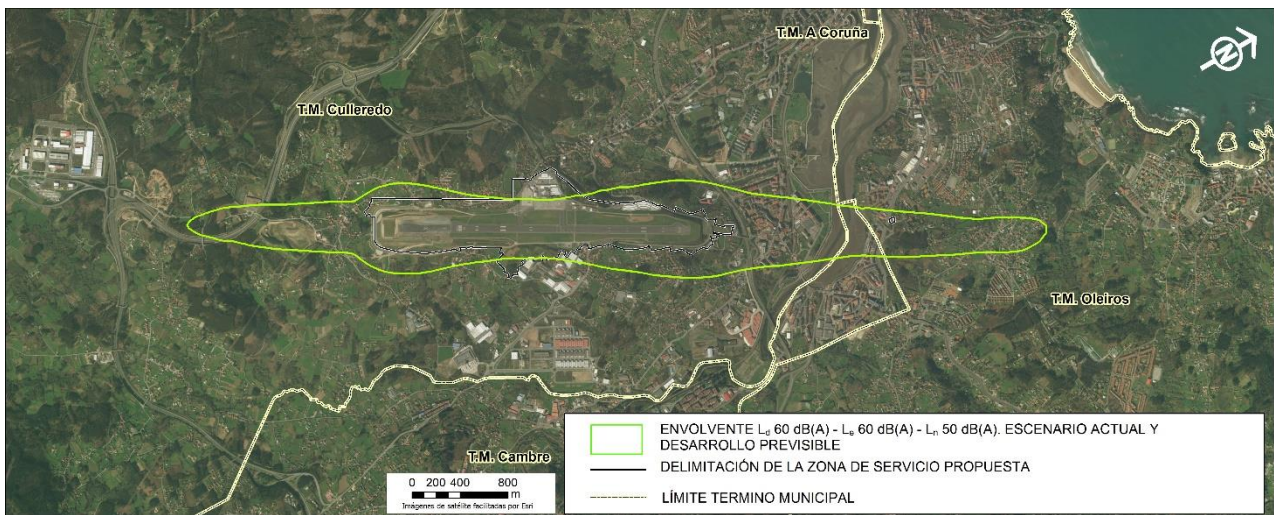 T.M. A Coruña
N
T.M. Culleredo
T.M. Oleiros
T.M. Cambre
0 200 400 800
m
Imágenes de satélite facilitadas por Esri
ENVOLVENTE Ld 60 dB(A) - Le 60 dB(A) - Ln 50 dB(A). ESCENARIO ACTUAL Y
DESARROLLO PREVISIBLE
DELIMITACIÓN DE LA ZONA DE SERVICIO PROPUESTA
LÍMITE TERMINO MUNICIPAL